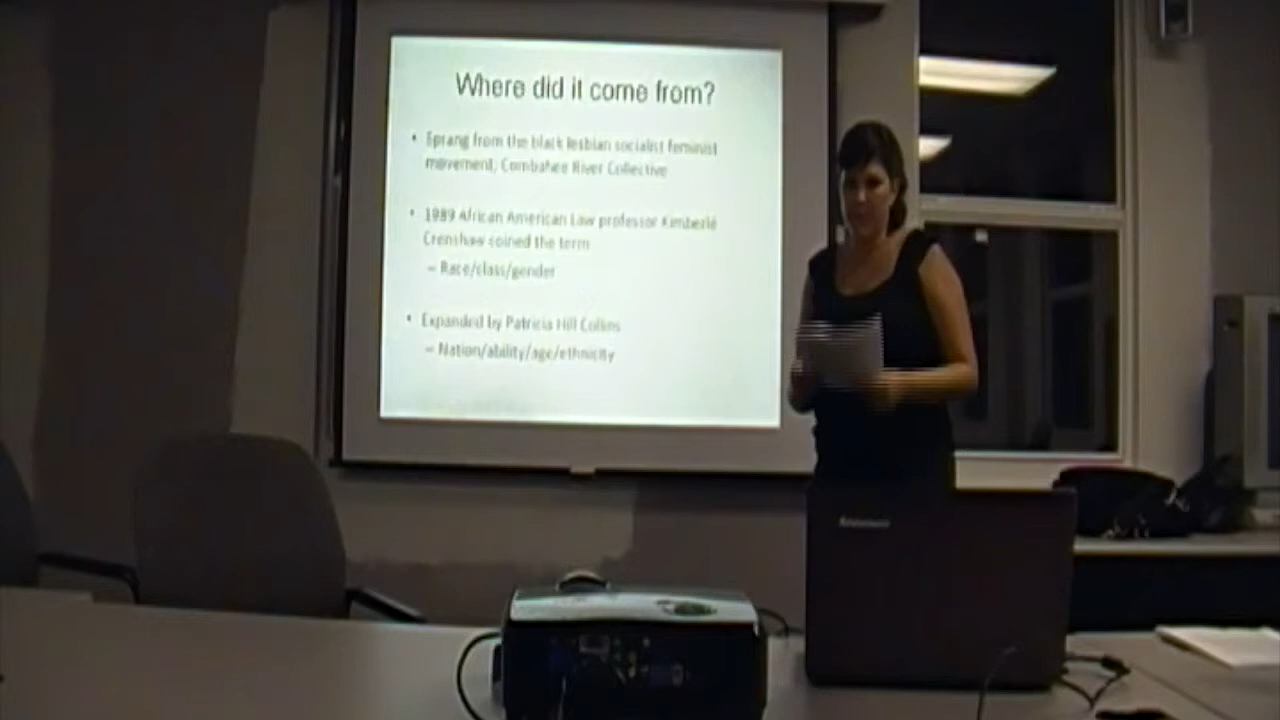 Where did it come from?
• Sprang from the black lesbian socialist feminist
movement, Combahee River Collective
• 1989 African American Law professor Kimberlé
Crenshaw coined the term
– Race/class/gender
• Expanded by Patricia Hill Collins
– Nation/ability/age/ethnicity
Lenovo